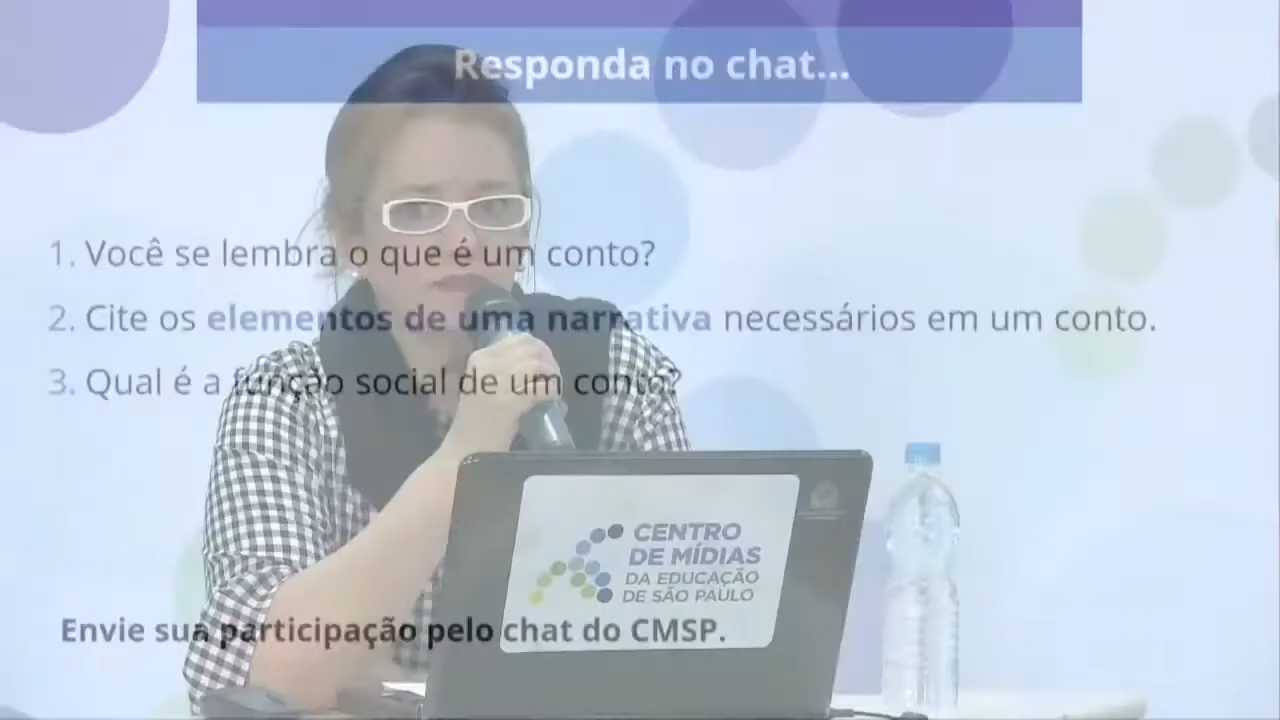 Responda no chat...
1. Você se lembra o que é um conto?
2. Cite os elementos de uma narrativa necessários em um conto.
3. Qual é a função social de um conto?
CENTRO
DE MÍDIAS
DA EDUCAÇÃO
DE SÃO PAULO
Envie sua participação pelo chat do CMSP.